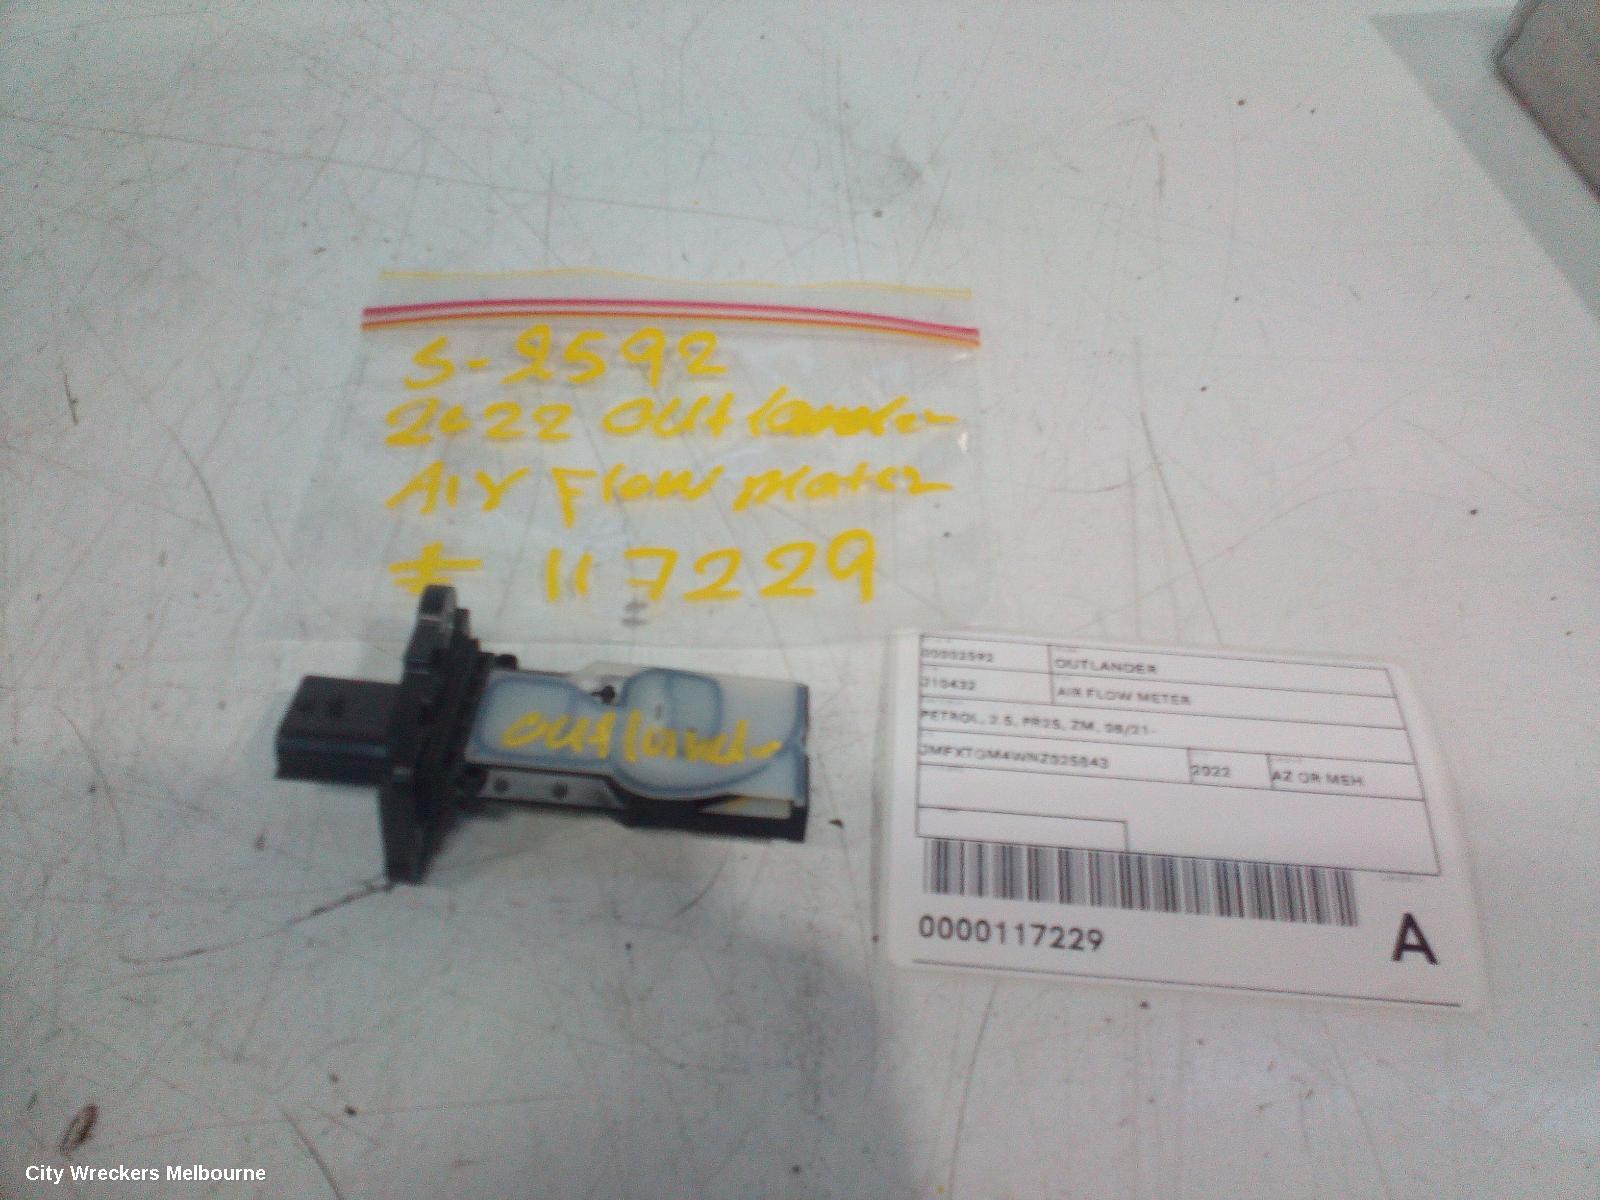 S-2592
2022 Outlander
Air Flow meter
# 117229
outlander
00002592
OUTLANDER
210432
AIR FLOW METER
PETROL, 2.5, PR25, ZM, 08/21-
2022
AZ OR MEH
0000117229
A
City Wreckers Melbourne